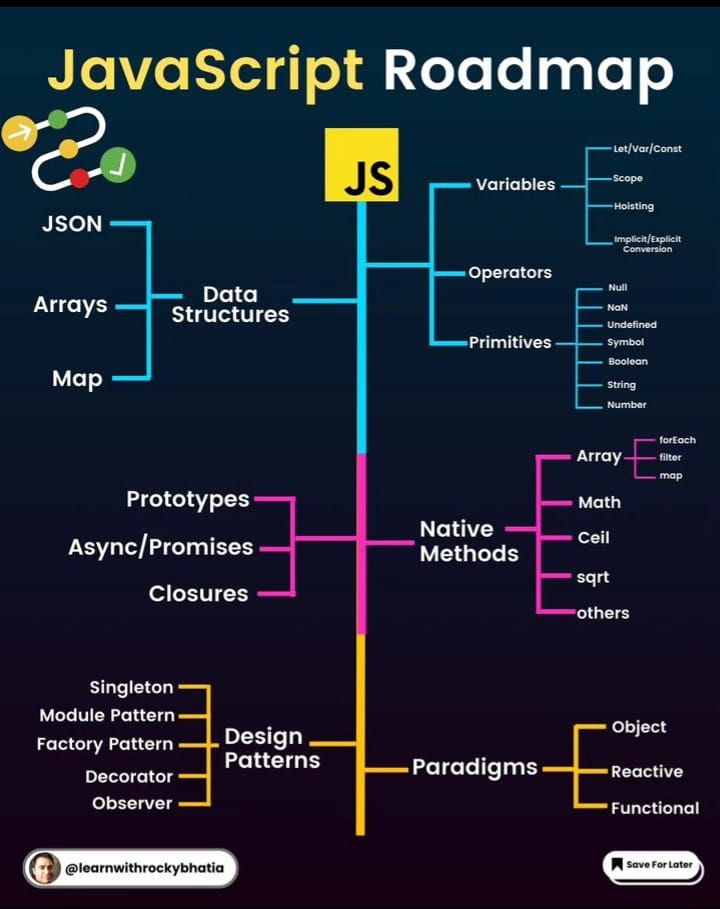 JavaScript Roadmap
JS
JSON
Arrays
Map
Data
Structures
Variables
Let/Var/Const
Scope
Hoisting
Implicit/Explicit
Conversion
Operators
Primitives
Null
NaN
Undefined
Symbol
Boolean
String
Number
Prototypes
Async/Promises
Closures
Native
Methods
Array
forEach
filter
map
Math
Ceil
sqrt
others
Singleton
Module Pattern
Factory Pattern
Decorator
Observer
Design
Patterns
Paradigms
Object
Reactive
Functional
@learnwithrockybhatia
Save For Later